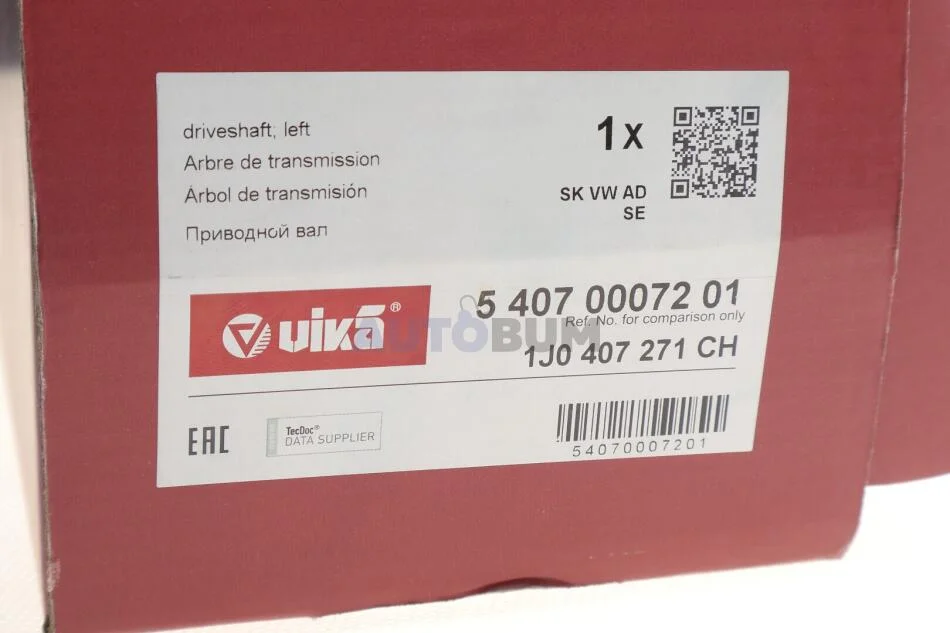 driveshaft; left
Arbre de transmission
Árbol de transmisión
Приводной вал
1x
SK VW AD
SE
vika®
5 407 00072 01
Ref. No. for comparison only
1J0 407 271 CH
AUTOBUM
EAC
TecDoc®
DATA SUPPLIER
54070007201